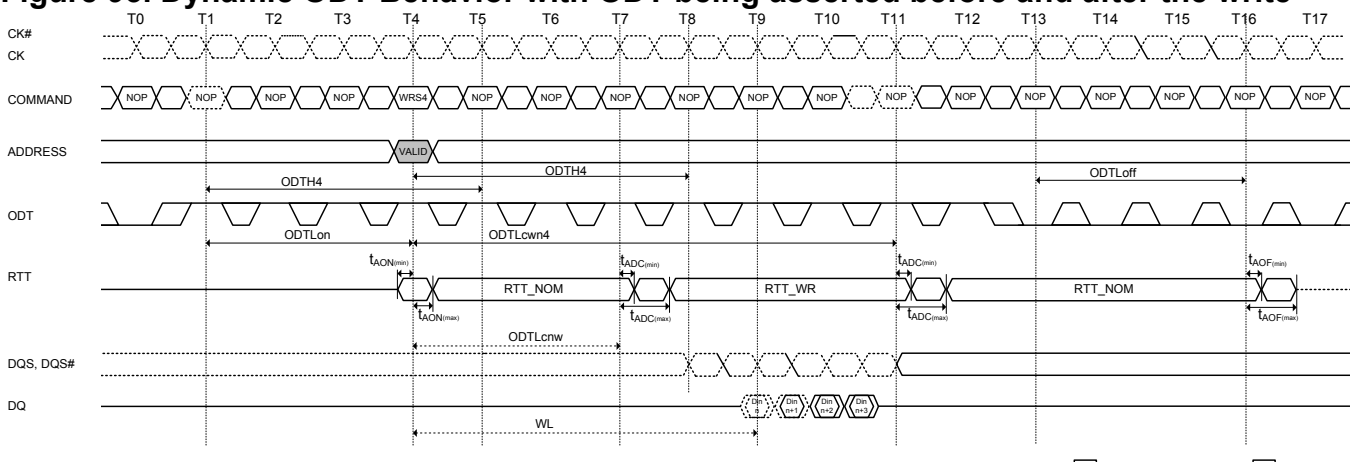 Figure 93: Dynamic ODT Behavior with ODT being asserted before and after the write
T0 T1 T2 T3 T4 T5 T6 T7 T8 T9 T10 T11 T12 T13 T14 T15 T16 T17
CK#
CK
COMMAND NOP NOP NOP NOP WRS4 NOP NOP NOP NOP NOP NOP NOP NOP NOP NOP NOP NOP NOP
ADDRESS VALID
ODTH4 ODTLoff
ODTH4
ODT
ODTLon ODTLcwn4
tAON(min) tADC(min) tADC(min) tAOF(min)
RTT RTT_NOM RTT_WR RTT_NOM
tAON(max) tADC(max) tADC(max) tAOF(max)
ODTLcnw
DQS, DQS#
DQ Din n Din n+1 Din n+2 Din n+3
WL